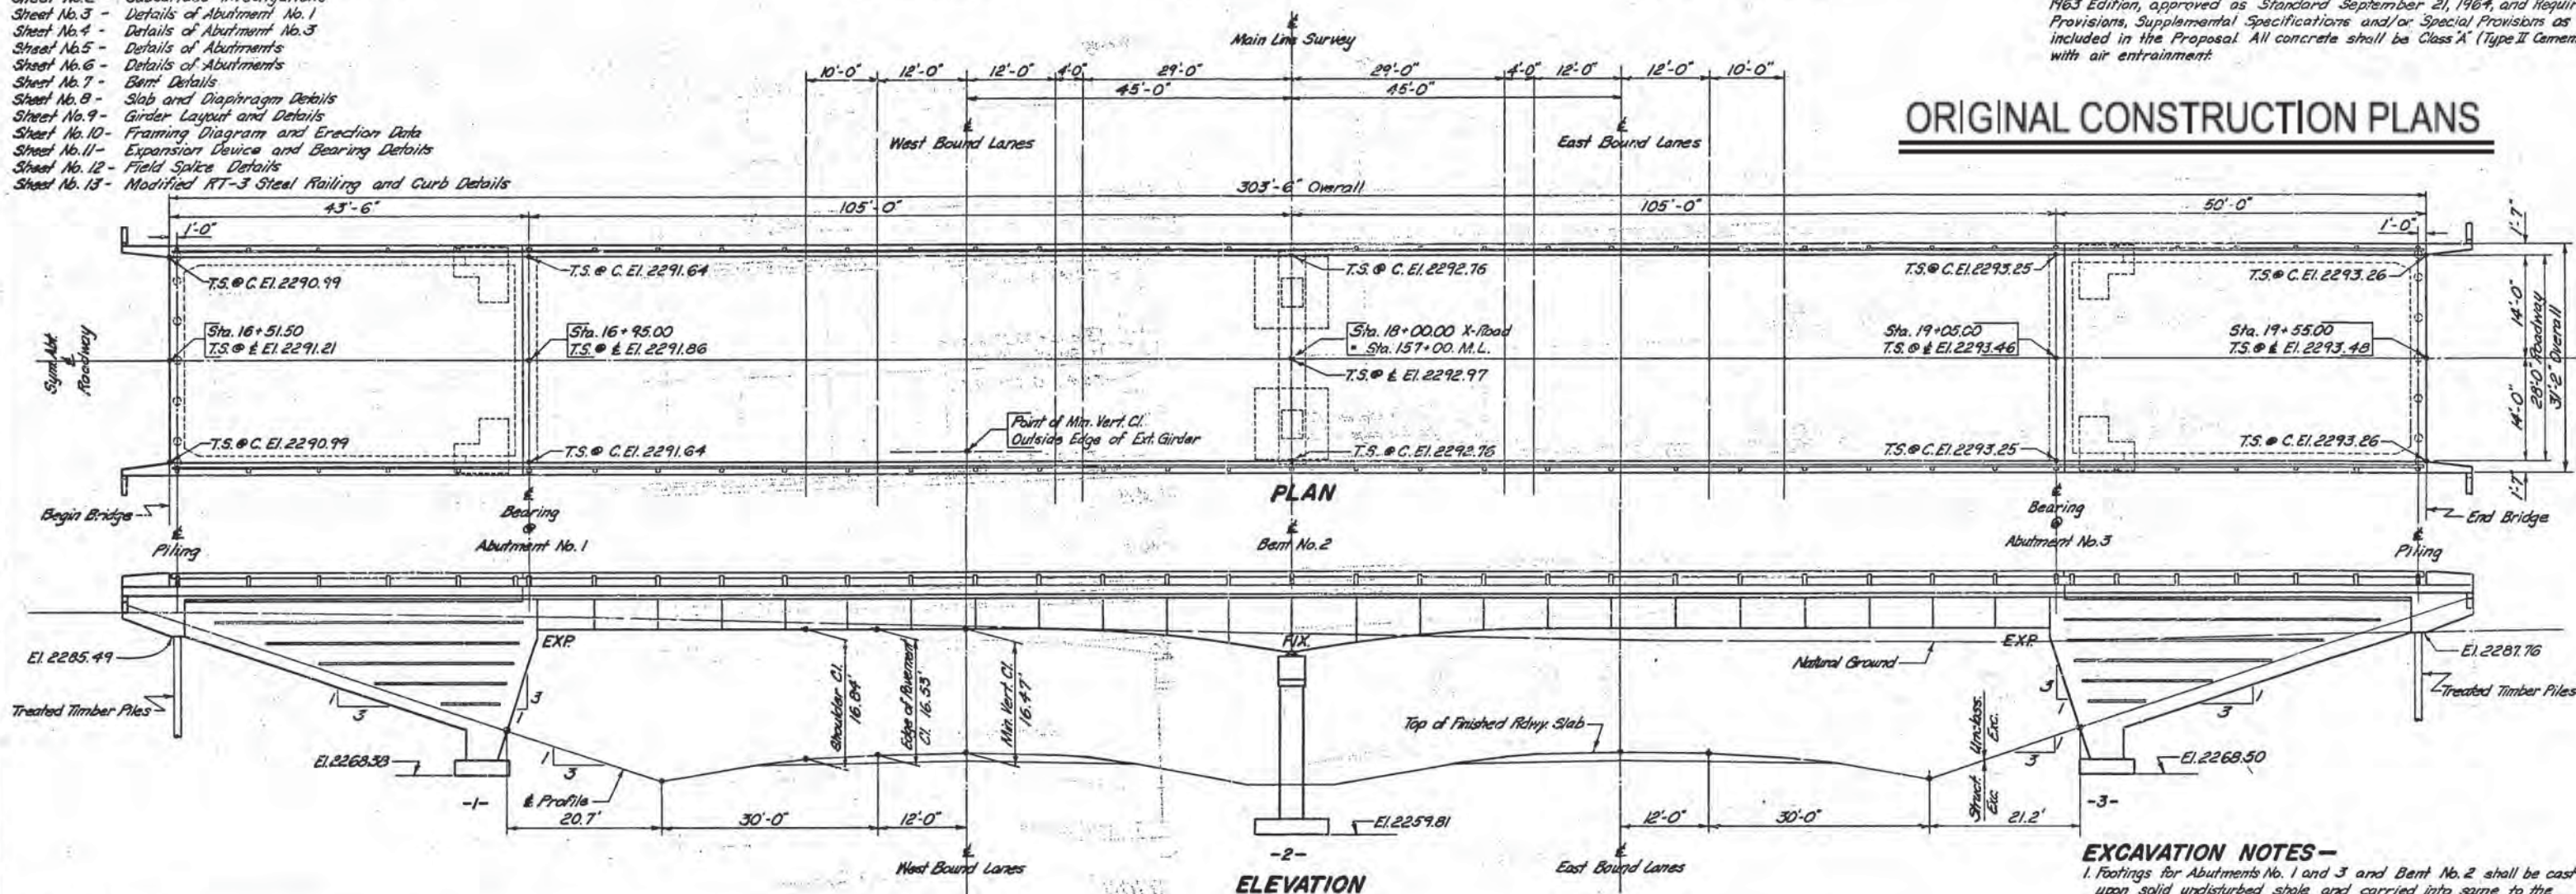 Sheet No. 3 - Details of Abutment No. 1
Sheet No. 4 - Details of Abutment No. 3
Sheet No. 5 - Details of Abutments
Sheet No. 6 - Details of Abutments
Sheet No. 7 - Bent Details
Sheet No. 8 - Slab and Diaphragm Details
Sheet No. 9 - Girder Layout and Details
Sheet No. 10 - Framing Diagram and Erection Data
Sheet No. 11 - Expansion Device and Bearing Details
Sheet No. 12 - Field Splice Details
Sheet No. 13 - Modified RT-3 Steel Railing and Curb Details
1963 Edition, approved as Standard September 21, 1964, and Requir
Provisions, Supplemental Specifications and/or Special Provisions as
included in the Proposal. All concrete shall be Class "A" (Type II Cemen
with air entrainment.
ORIGINAL CONSTRUCTION PLANS
℄
Main Line Survey
10'-0" 12'-0" 12'-0" 4'-0" 29'-0" 29'-0" 4'-0" 12'-0" 12'-0" 10'-0"
45'-0" 45'-0"
℄ West Bound Lanes
℄ East Bound Lanes
303'-6" Overall
43'-6" 105'-0" 105'-0" 50'-0"
1'-0" 1'-0" 1'-7"
T.S. @ C. El. 2290.99
T.S. @ C. El. 2291.64
T.S. @ C. El. 2292.76
T.S. @ C. El. 2293.25
T.S. @ C. El. 2293.26
Sym. Abt.
℄
Roadway
Sta. 16+51.50
T.S. @ ℄ El. 2291.21
Sta. 16+95.00
T.S. @ ℄ El. 2291.86
Sta. 18+00.00 X-Road
= Sta. 157+00. M.L.
T.S. @ ℄ El. 2292.97
Sta. 19+05.00
T.S. @ ℄ El. 2293.46
Sta. 19+55.00
T.S. @ ℄ El. 2293.48
14'-0"
14'-0"
28'-0" Roadway
31'-2" Overall
Point of Min. Vert. Cl.
Outside Edge of Ext. Girder
T.S. @ C. El. 2290.99
T.S. @ C. El. 2291.64
T.S. @ C. El. 2292.76
T.S. @ C. El. 2293.25
T.S. @ C. El. 2293.26
1'-7"
PLAN
Begin Bridge
℄
Piling
℄
Bearing
@
Abutment No. 1
℄
Bent No. 2
℄
Bearing
@
Abutment No. 3
End Bridge
℄
Piling
EXP.
FIX.
EXP.
El. 2285.49
El. 2287.76
Natural Ground
Treated Timber Piles
Treated Timber Piles
1
3
3
1
3
1
1
3
Shoulder Cl.
16.84'
Edge of Pavement
Cl. 16.53'
Min. Vert. Cl.
16.47'
Top of Finished Rdwy. Slab
Struct. Exc.
Unclass. Exc.
El. 2268.38
El. 2268.50
1
3
1
3
-1-
℄ Profile
-3-
20.7' 30'-0" 12'-0"
El. 2259.81
12'-0" 30'-0" 21.2'
-2-
℄
West Bound Lanes
℄
East Bound Lanes
ELEVATION
EXCAVATION NOTES—
1. Footings for Abutments No. 1 and 3 and Bent No. 2 shall be cas
upon solid undisturbed shale and carried into same to the